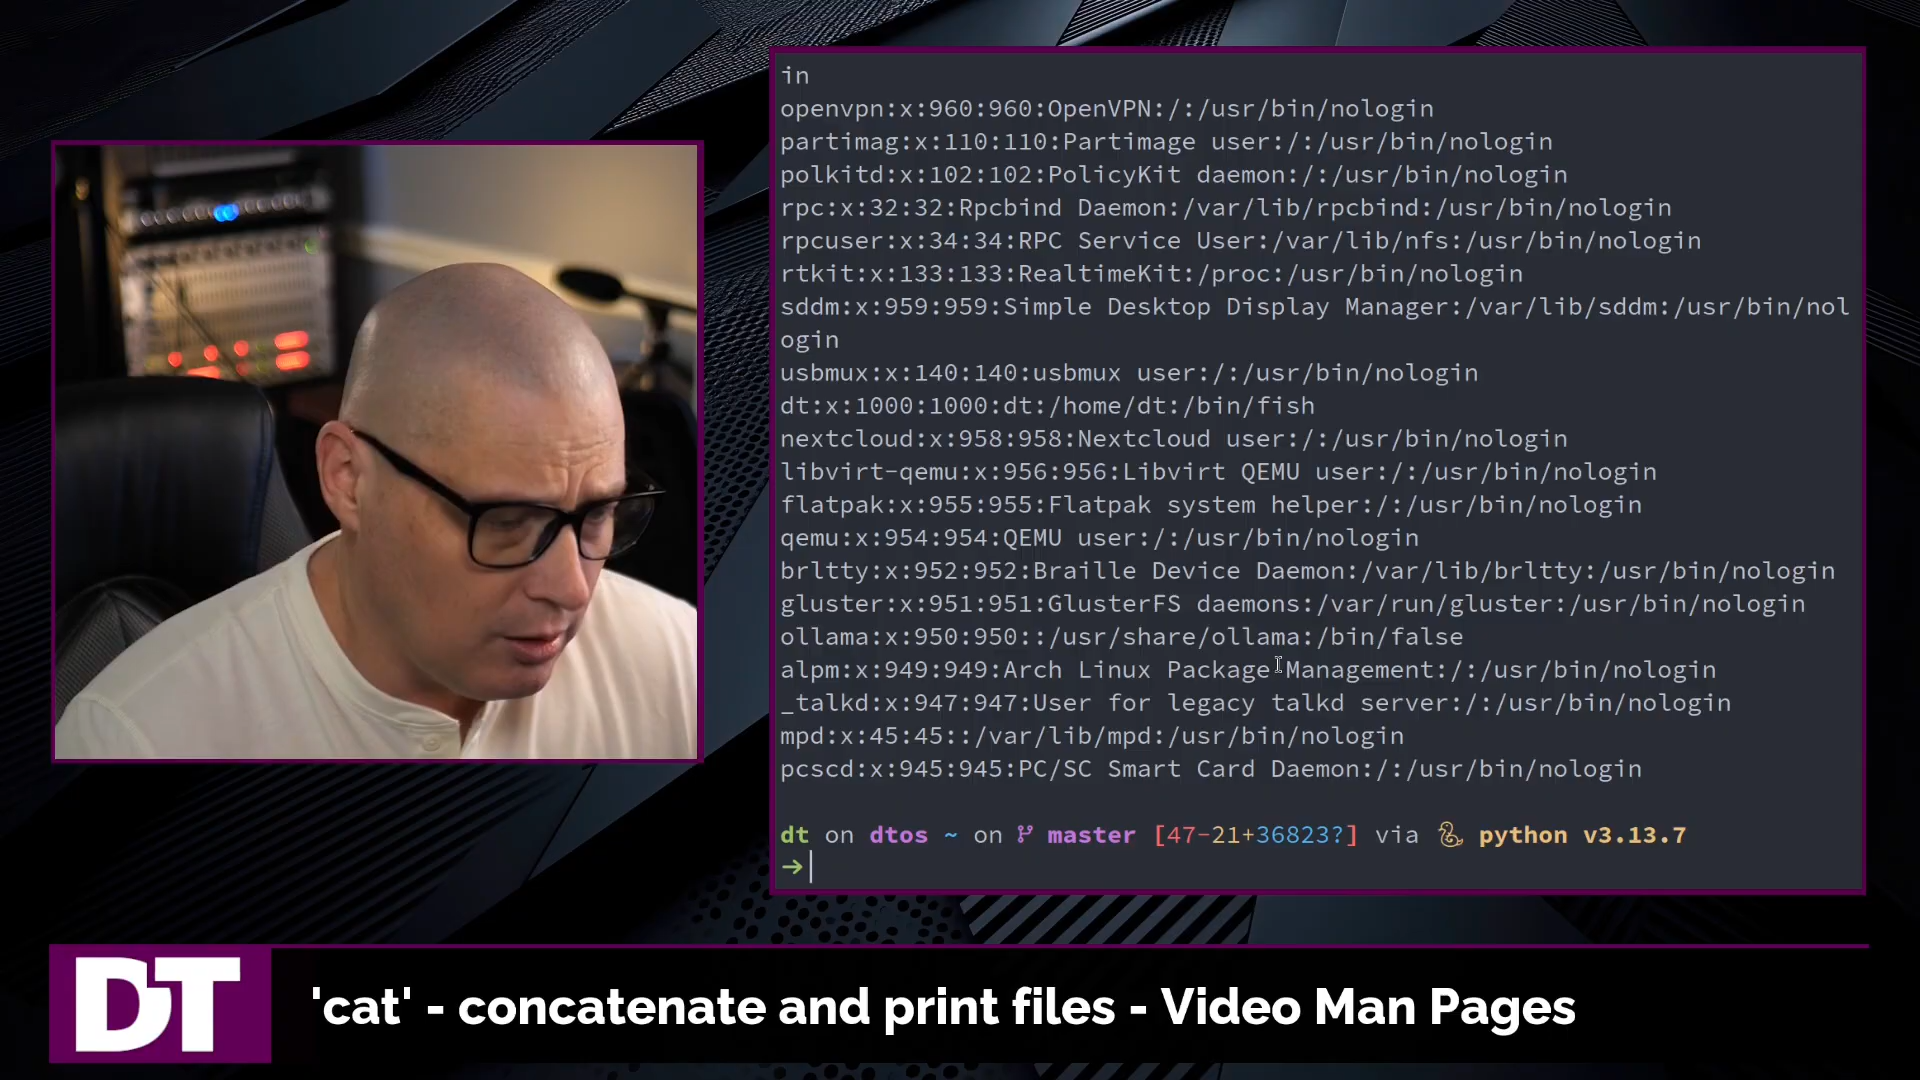 in
openvpn:x:960:960:OpenVPN:/:/usr/bin/nologin
partimag:x:110:110:Partimage user:/:/usr/bin/nologin
polkitd:x:102:102:PolicyKit daemon:/:/usr/bin/nologin
rpc:x:32:32:Rpcbind Daemon:/var/lib/rpcbind:/usr/bin/nologin
rpcuser:x:34:34:RPC Service User:/var/lib/nfs:/usr/bin/nologin
rtkit:x:133:133:RealtimeKit:/proc:/usr/bin/nologin
sddm:x:959:959:Simple Desktop Display Manager:/var/lib/sddm:/usr/bin/nol
ogin
usbmux:x:140:140:usbmux user:/:/usr/bin/nologin
dt:x:1000:1000:dt:/home/dt:/bin/fish
nextcloud:x:958:958:Nextcloud user:/:/usr/bin/nologin
libvirt-qemu:x:956:956:Libvirt QEMU user:/:/usr/bin/nologin
flatpak:x:955:955:Flatpak system helper:/:/usr/bin/nologin
qemu:x:954:954:QEMU user:/:/usr/bin/nologin
brltty:x:952:952:Braille Device Daemon:/var/lib/brltty:/usr/bin/nologin
gluster:x:951:951:GlusterFS daemons:/var/run/gluster:/usr/bin/nologin
ollama:x:950:950::/usr/share/ollama:/bin/false
alpm:x:949:949:Arch Linux Package Management:/:/usr/bin/nologin
_talkd:x:947:947:User for legacy talkd server:/:/usr/bin/nologin
mpd:x:45:45::/var/lib/mpd:/usr/bin/nologin
pcscd:x:945:945:PC/SC Smart Card Daemon:/:/usr/bin/nologin
dt on dtos ~ on master [47-21+36823?] via python v3.13.7
→
DT
'cat' - concatenate and print files - Video Man Pages